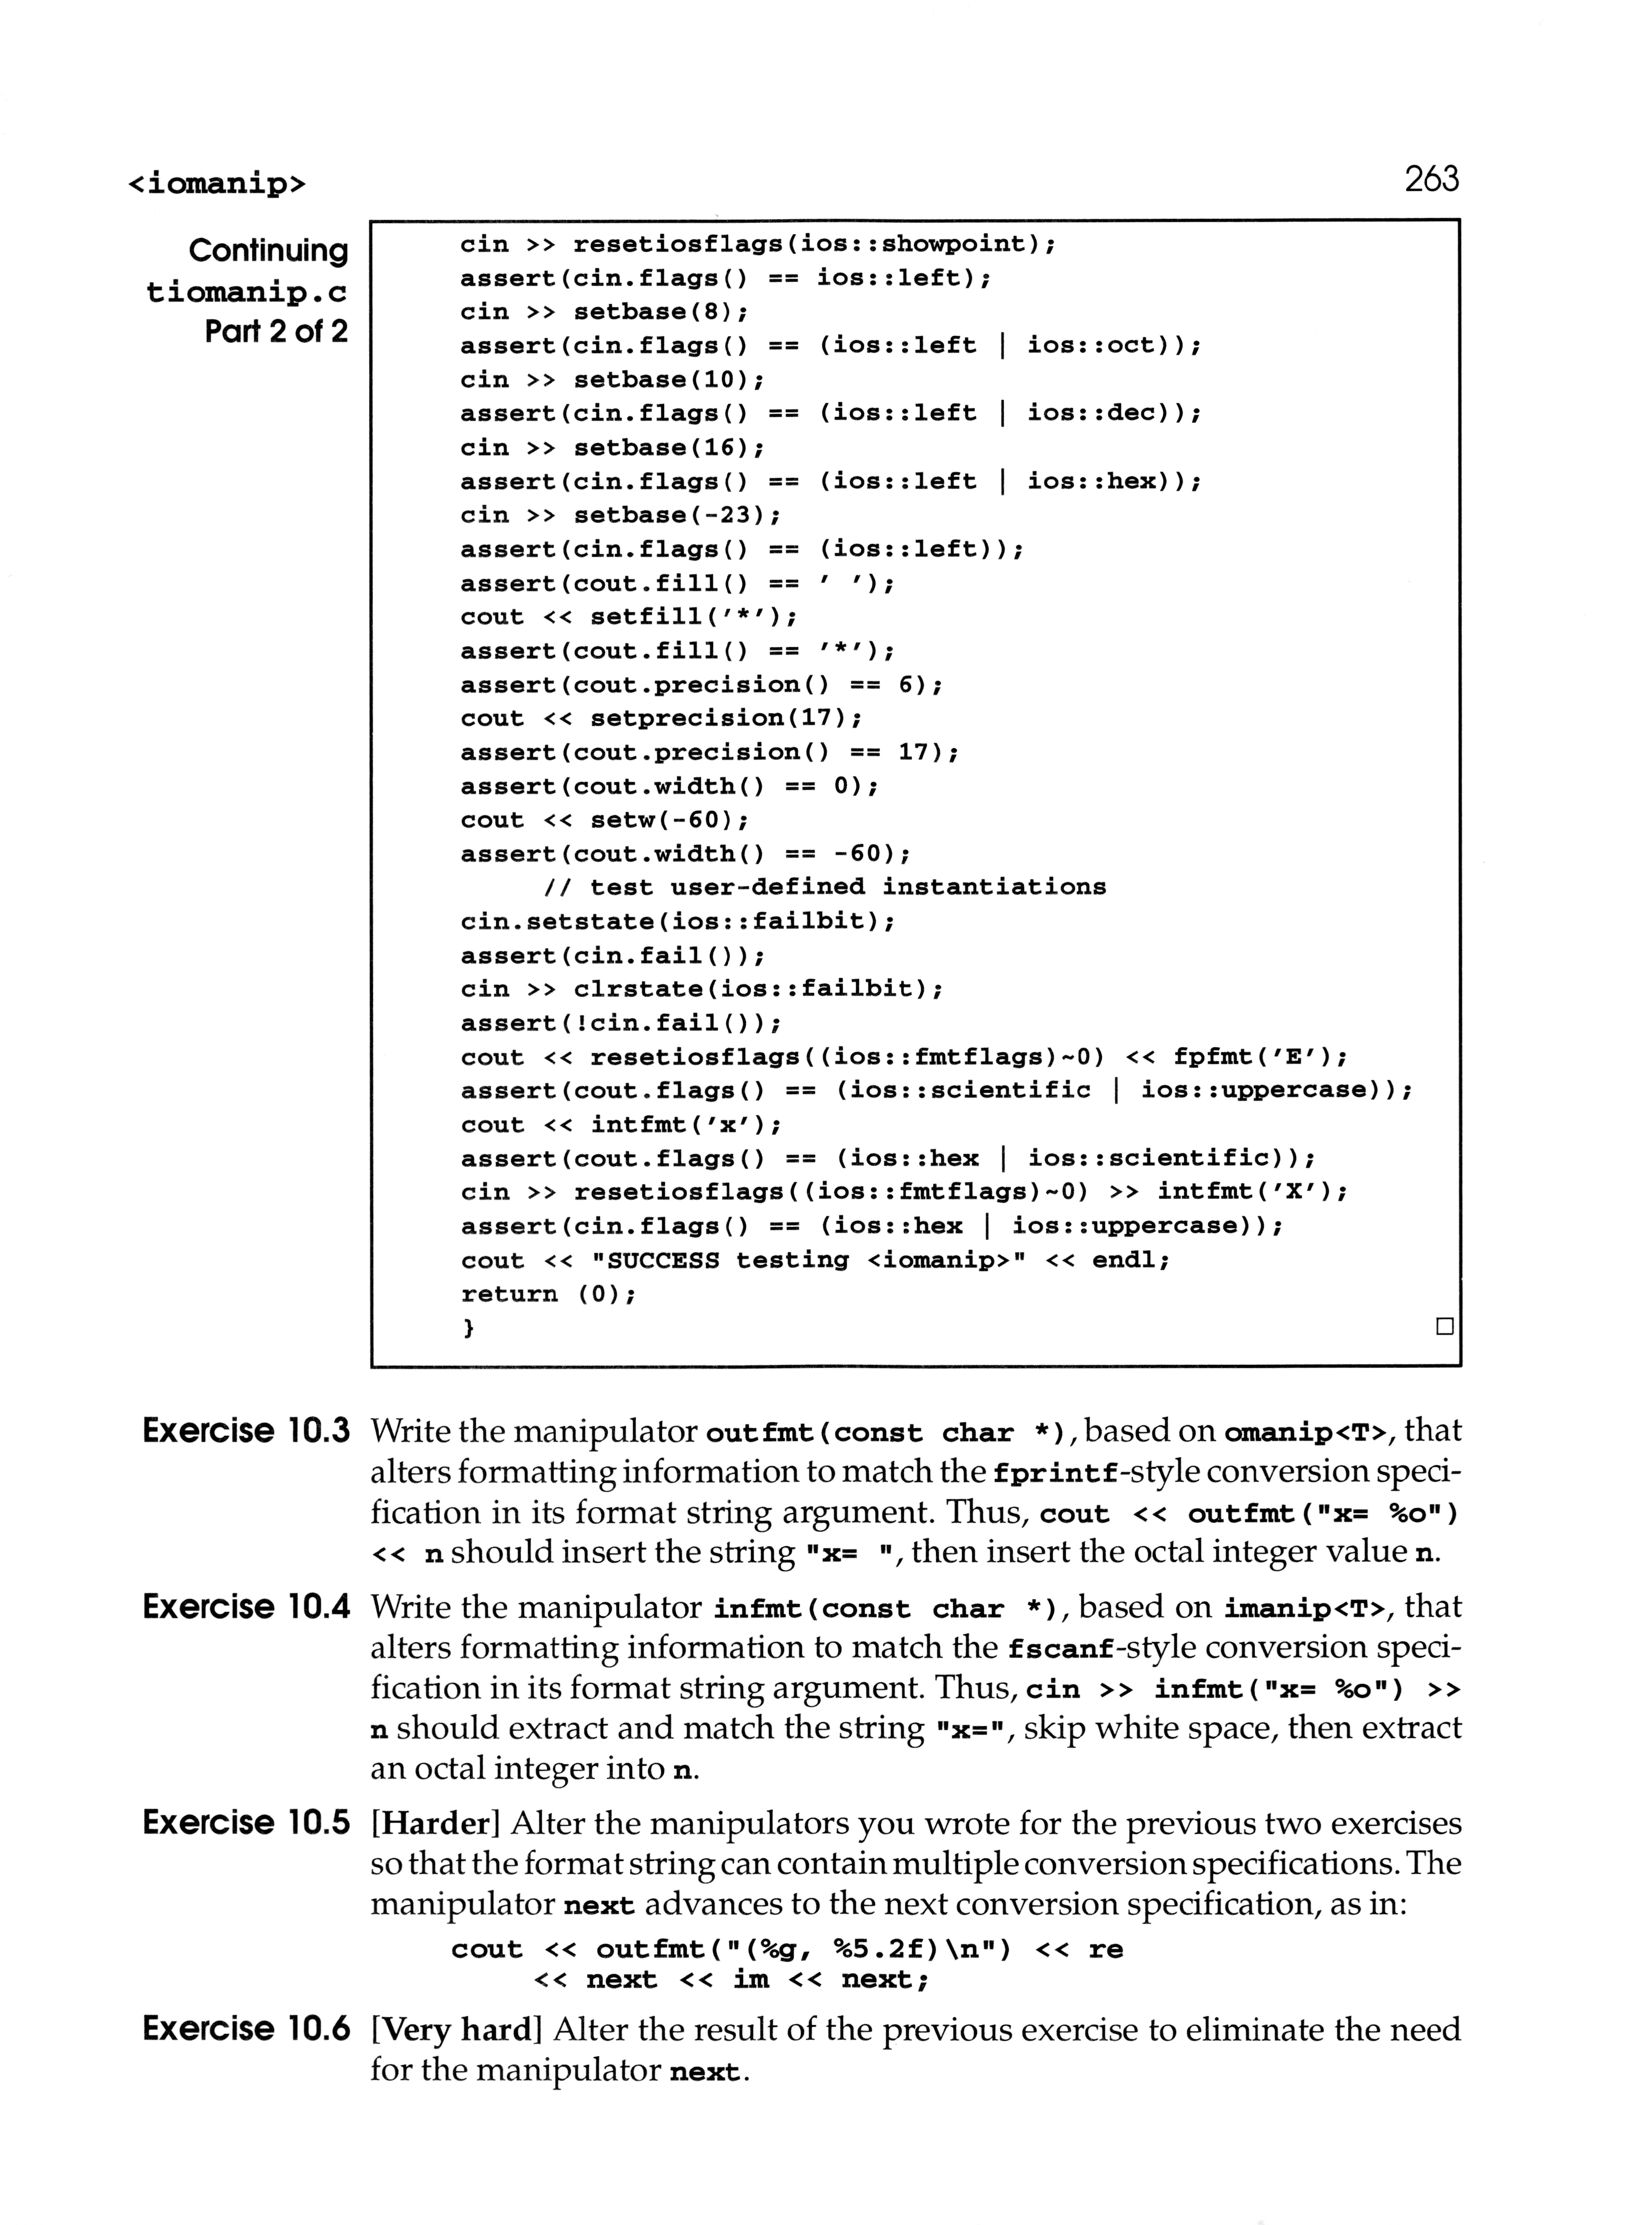 <iomanip>
263
Continuing
tiomanip.c
Part 2 of 2
cin >> resetiosflags(ios::showpoint);
assert(cin.flags() == ios::left);
cin >> setbase(8);
assert(cin.flags() == (ios::left | ios::oct));
cin >> setbase(10);
assert(cin.flags() == (ios::left | ios::dec));
cin >> setbase(16);
assert(cin.flags() == (ios::left | ios::hex));
cin >> setbase(-23);
assert(cin.flags() == (ios::left));
assert(cout.fill() == ' ');
cout << setfill('*');
assert(cout.fill() == '*');
assert(cout.precision() == 6);
cout << setprecision(17);
assert(cout.precision() == 17);
assert(cout.width() == 0);
cout << setw(-60);
assert(cout.width() == -60);
// test user-defined instantiations
cin.setstate(ios::failbit);
assert(cin.fail());
cin >> clrstate(ios::failbit);
assert(!cin.fail());
cout << resetiosflags((ios::fmtflags)~0) << fpfmt('E');
assert(cout.flags() == (ios::scientific | ios::uppercase));
cout << intfmt('x');
assert(cout.flags() == (ios::hex | ios::scientific));
cin >> resetiosflags((ios::fmtflags)~0) >> intfmt('X');
assert(cin.flags() == (ios::hex | ios::uppercase));
cout << "SUCCESS testing <iomanip>" << endl;
return (0);
}
□
Exercise 10.3 Write the manipulator outfmt(const char *), based on omanip<T>, that
alters formatting information to match the fprintf-style conversion speci-
fication in its format string argument. Thus, cout << outfmt("x= %o")
<< n should insert the string "x= ", then insert the octal integer value n.
Exercise 10.4 Write the manipulator infmt(const char *), based on imanip<T>, that
alters formatting information to match the fscanf-style conversion speci-
fication in its format string argument. Thus, cin >> infmt("x= %o") >>
n should extract and match the string "x=", skip white space, then extract
an octal integer into n.
Exercise 10.5 [Harder] Alter the manipulators you wrote for the previous two exercises
so that the format string can contain multiple conversion specifications. The
manipulator next advances to the next conversion specification, as in:
cout << outfmt("(%g, %5.2f)\n") << re
<< next << im << next;
Exercise 10.6 [Very hard] Alter the result of the previous exercise to eliminate the need
for the manipulator next.